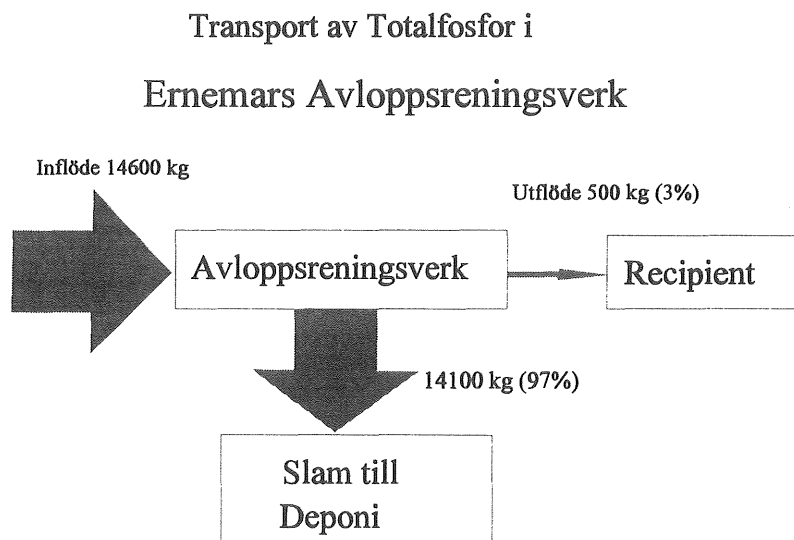 Transport av Totalfosfor i
Ernemars Avloppsreningsverk
Inflöde 14600 kg
Utflöde 500 kg (3%)
Avloppsreningsverk
Recipient
14100 kg (97%)
Slam till
Deponi